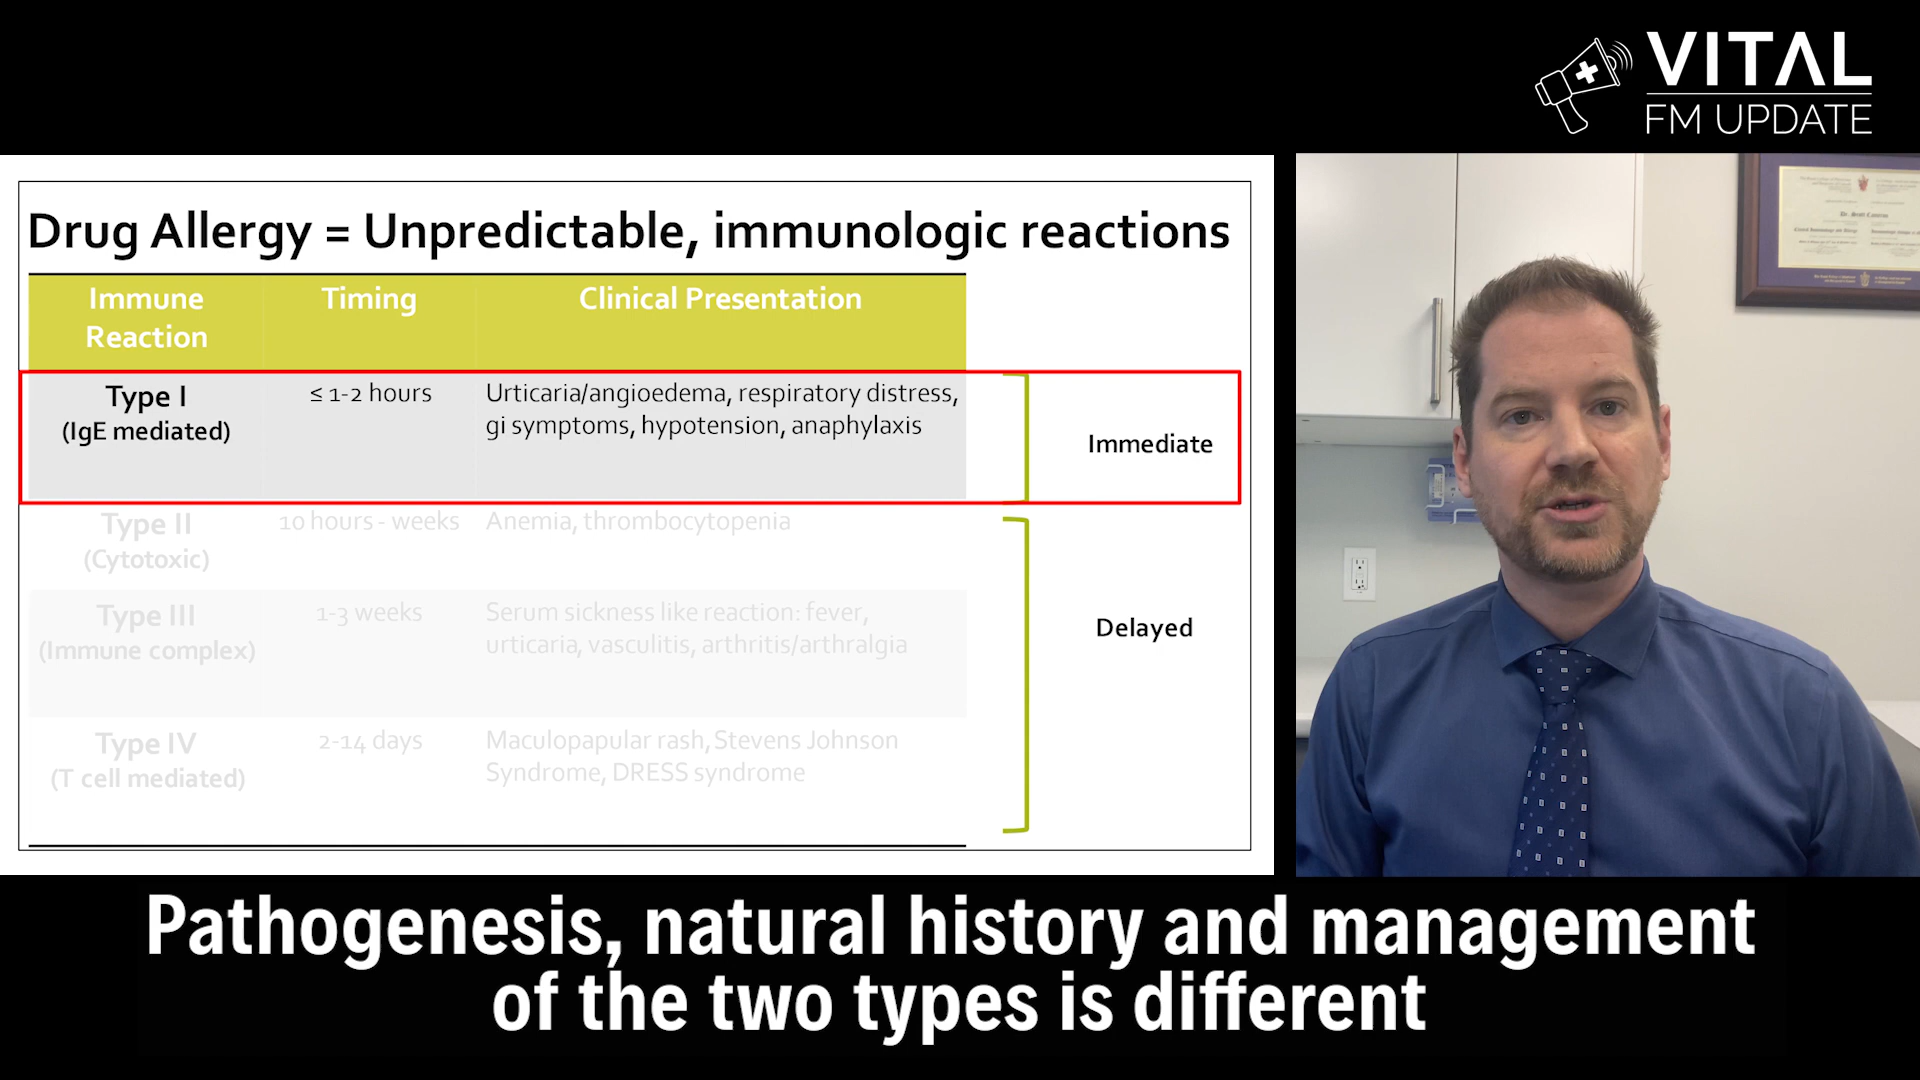 VITAL
FM UPDATE
Drug Allergy = Unpredictable, immunologic reactions
Immune Reaction
Timing
Clinical Presentation
Type I
(IgE mediated)
≤ 1-2 hours
Urticaria/angioedema, respiratory distress,
gi symptoms, hypotension, anaphylaxis
Immediate
Type II
(Cytotoxic)
10 hours - weeks
Anemia, thrombocytopenia
Type III
(Immune complex)
1-3 weeks
Serum sickness like reaction: fever,
urticaria, vasculitis, arthritis/arthralgia
Delayed
Type IV
(T cell mediated)
2-14 days
Maculopapular rash, Stevens Johnson
Syndrome, DRESS syndrome
Dr. Scott Cameron
Pathogenesis, natural history and management
of the two types is different